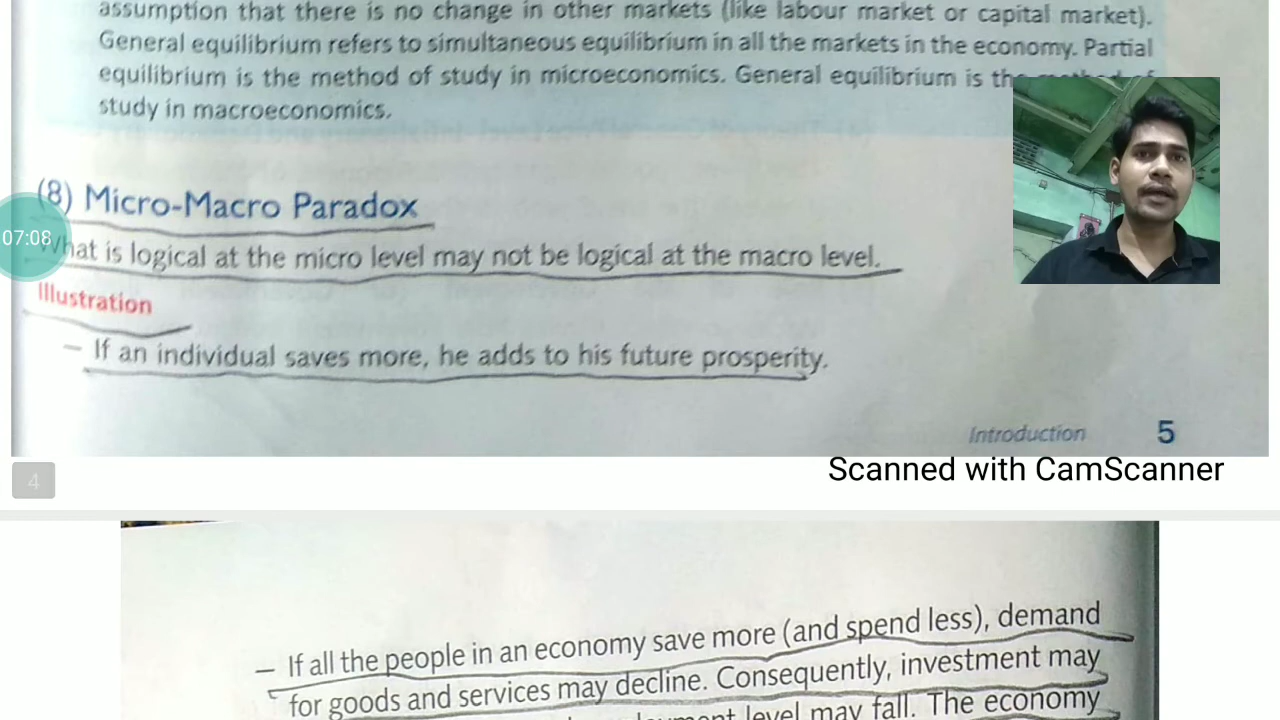 assumption that there is no change in other markets (like labour market or capital market).
General equilibrium refers to simultaneous equilibrium in all the markets in the economy. Partial
equilibrium is the method of study in microeconomics. General equilibrium is the
study in macroeconomics.
(8) Micro-Macro Paradox
07:08
What is logical at the micro level may not be logical at the macro level.
Illustration
– If an individual saves more, he adds to his future prosperity.
Introduction 5
Scanned with CamScanner
4
– If all the people in an economy save more (and spend less), demand
for goods and services may decline. Consequently, investment may
level may fall. The economy